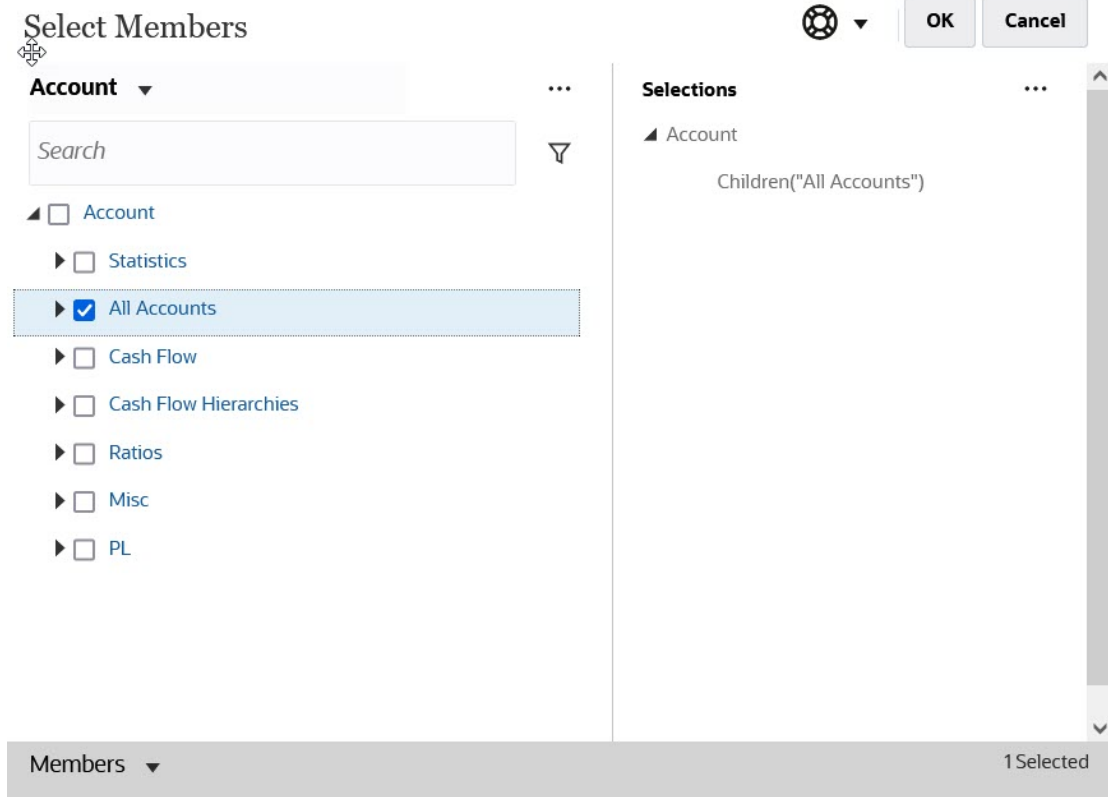 Select Members
OK
Cancel
Account
Search
Account
Statistics
All Accounts
Cash Flow
Cash Flow Hierarchies
Ratios
Misc
PL
Selections
Account
Children("All Accounts")
Members
1 Selected